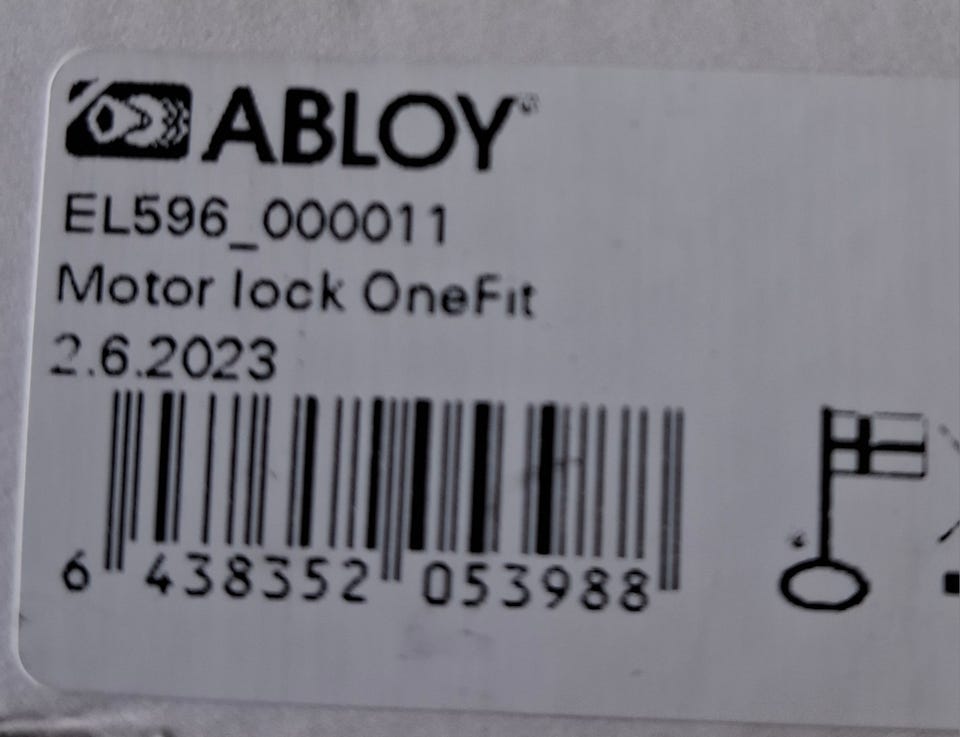 ABLOY®
EL596_000011
Motor lock OneFit
2.6.2023
6 438352 053988